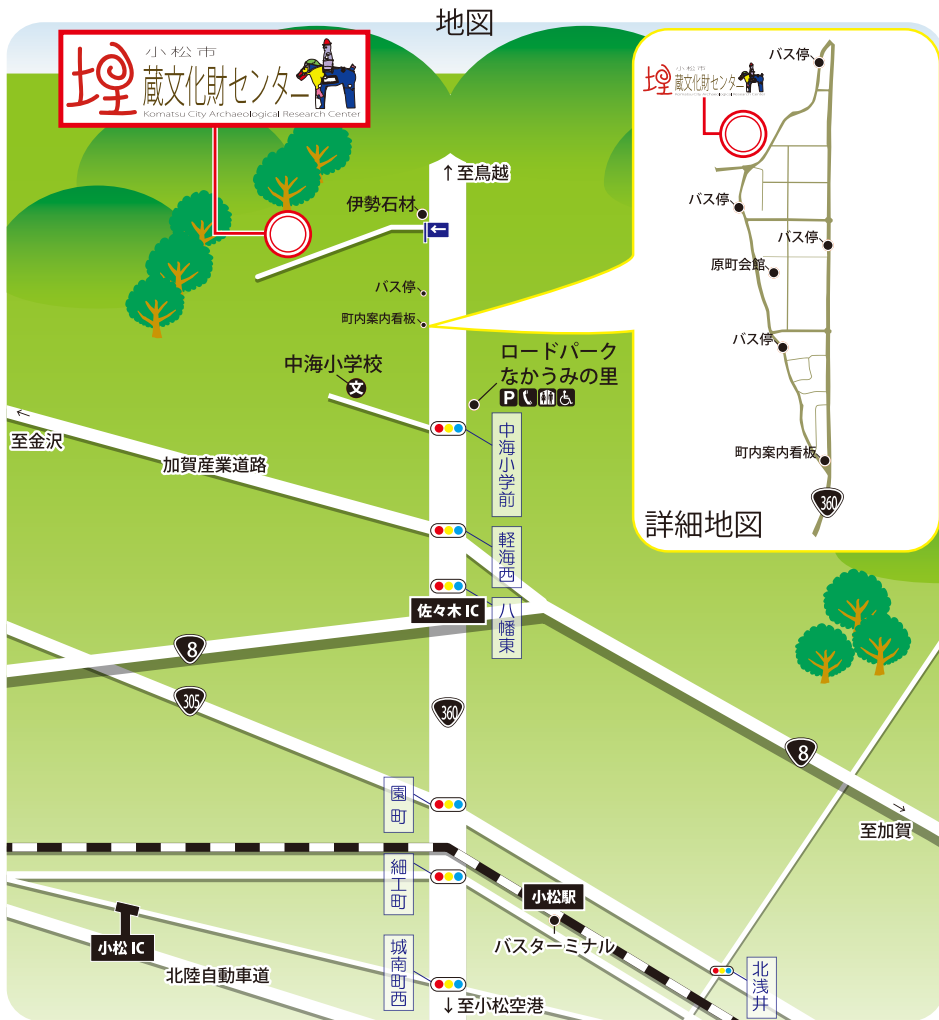 地図
小松市
埋蔵文化財センター
Komatsu City Archaeological Research Center
↑至鳥越
伊勢石材
←
バス停
町内案内看板
中海小学校
文
ロードパーク
なかうみの里
P
中海小学前
←
至金沢
加賀産業道路
軽海西
佐々木IC
八幡東
8
305
360
8
→
至加賀
園町
細工町
小松駅
バスターミナル
小松IC
北陸自動車道
城南町西
↓至小松空港
北浅井
バス停
小松市
埋蔵文化財センター
Komatsu City Archaeological Research Center
バス停
バス停
原町会館
バス停
町内案内看板
360
詳細地図